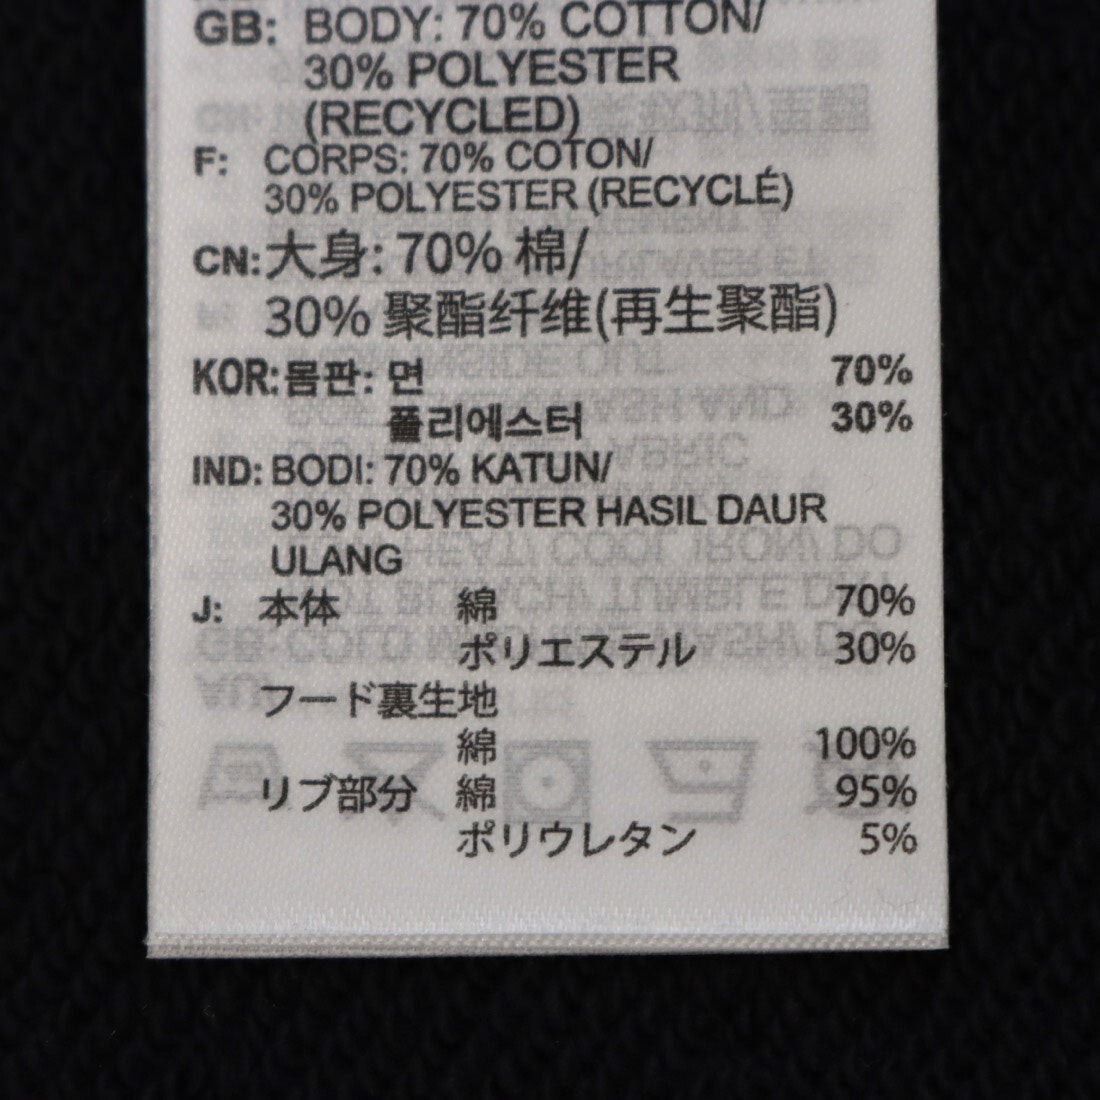 GB: BODY: 70% COTTON/
30% POLYESTER
(RECYCLED)
F: CORPS: 70% COTON/
30% POLYESTER (RECYCLÉ)
CN: 大身: 70% 棉/
30% 聚酯纤维(再生聚酯)
KOR: 몸판: 면 70%
폴리에스터 30%
IND: BODI: 70% KATUN/
30% POLYESTER HASIL DAUR
ULANG
J: 本体 綿 70%
ポリエステル 30%
フード裏生地
綿 100%
リブ部分 綿 95%
ポリウレタン 5%